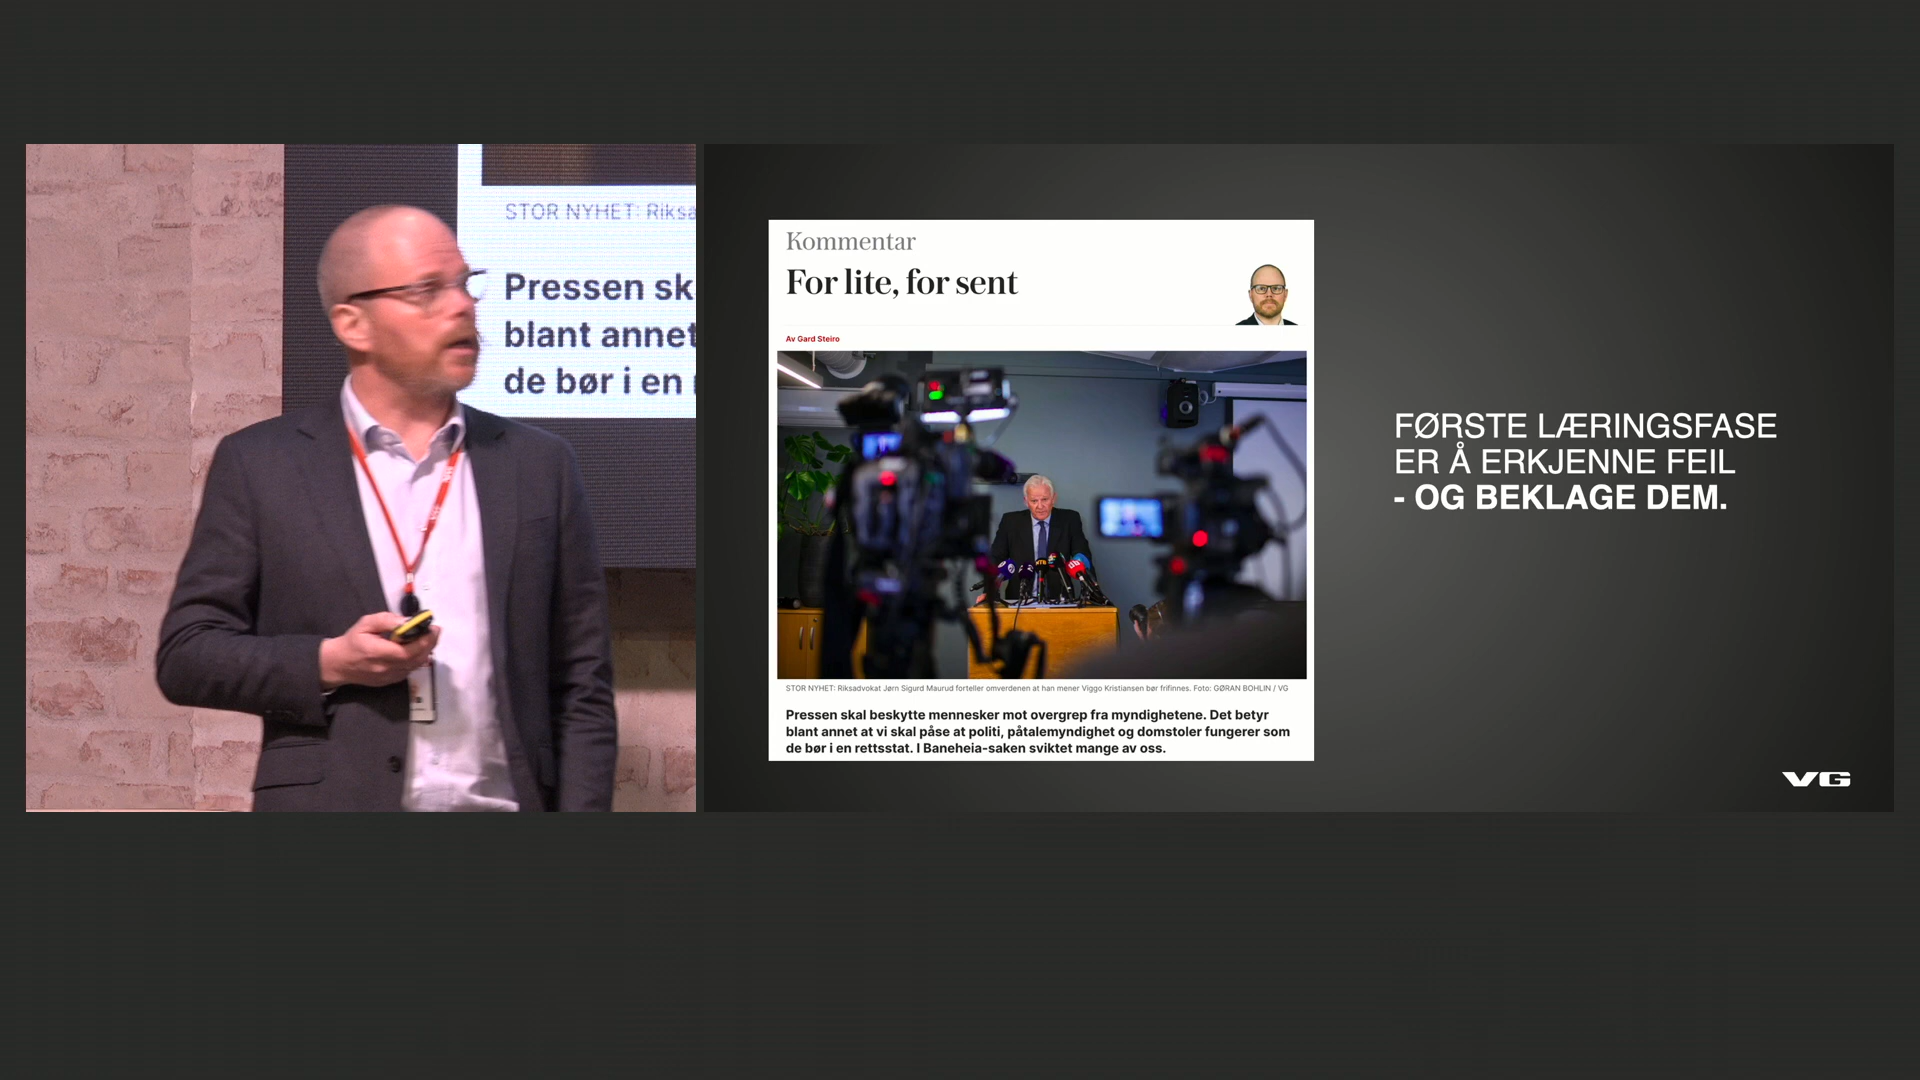 STOR NYHET: Riksa
Pressen sk
blant annet
de bør i en
Kommentar
For lite, for sent
Av Gard Steiro
STOR NYHET: Riksadvokat Jørn Sigurd Maurud forteller omverdenen at han mener Viggo Kristiansen bør frifinnes. Foto: GØRAN BOHLIN / VG
Pressen skal beskytte mennesker mot overgrep fra myndighetene. Det betyr
blant annet at vi skal påse at politi, påtalemyndighet og domstoler fungerer som
de bør i en rettsstat. I Baneheia-saken sviktet mange av oss.
FØRSTE LÆRINGSFASE
ER Å ERKJENNE FEIL
- OG BEKLAGE DEM.
VG